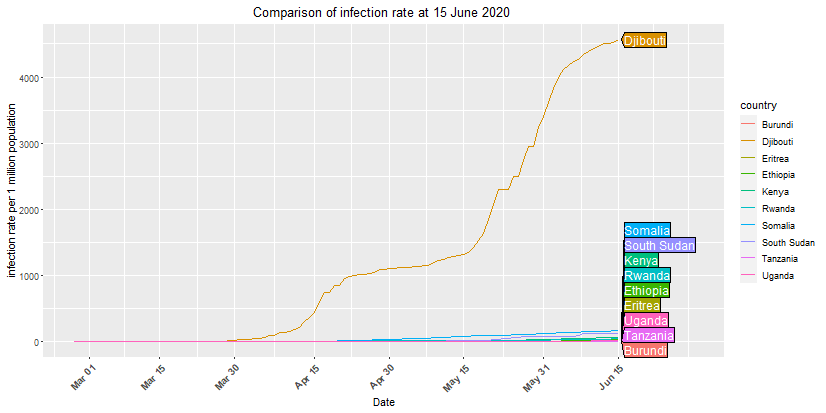 Comparison of infection rate at 15 June 2020
infection rate per 1 million population
4000
3000
2000
1000
0
Mar 01
Mar 15
Mar 30
Apr 15
Apr 30
May 15
May 31
Jun 15
Date
Djibouti
Somalia
South Sudan
Kenya
Rwanda
Ethiopia
Eritrea
Uganda
Tanzania
Burundi
country
Burundi
Djibouti
Eritrea
Ethiopia
Kenya
Rwanda
Somalia
South Sudan
Tanzania
Uganda